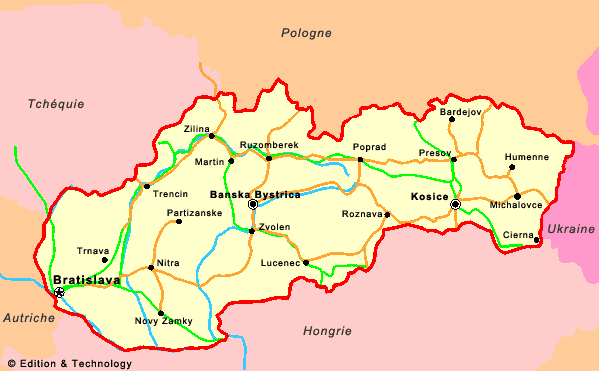 Pologne
Tchéquie
Bardejov
Zilina
Ruzomberek
Poprad
Presov
Martin
Humenne
Trencin
Banska Bystrica
Kosice
Michalovce
Partizanske
Roznava
Zvolen
Ukraine
Cierna
Trnava
Nitra
Lucenec
Bratislava
Autriche
Novy Zamky
Hongrie
© Edition & Technology